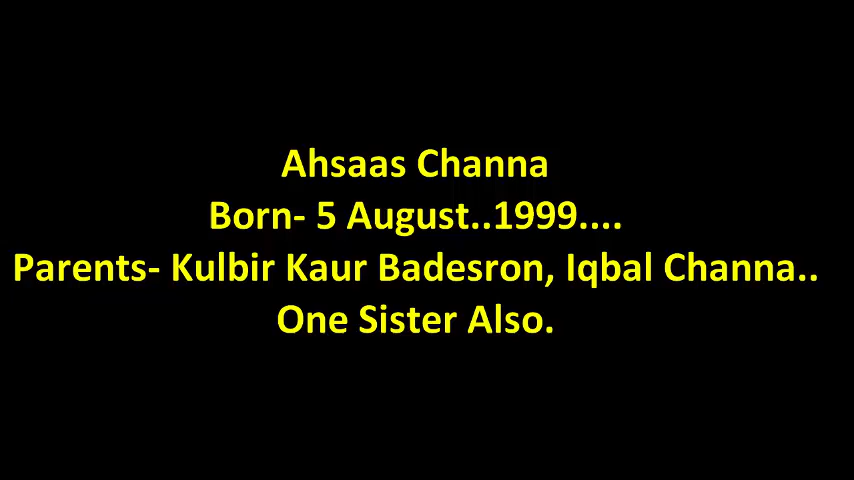 Ahsaas Channa
Born- 5 August..1999....
Parents- Kulbir Kaur Badesron, Iqbal Channa..
One Sister Also.